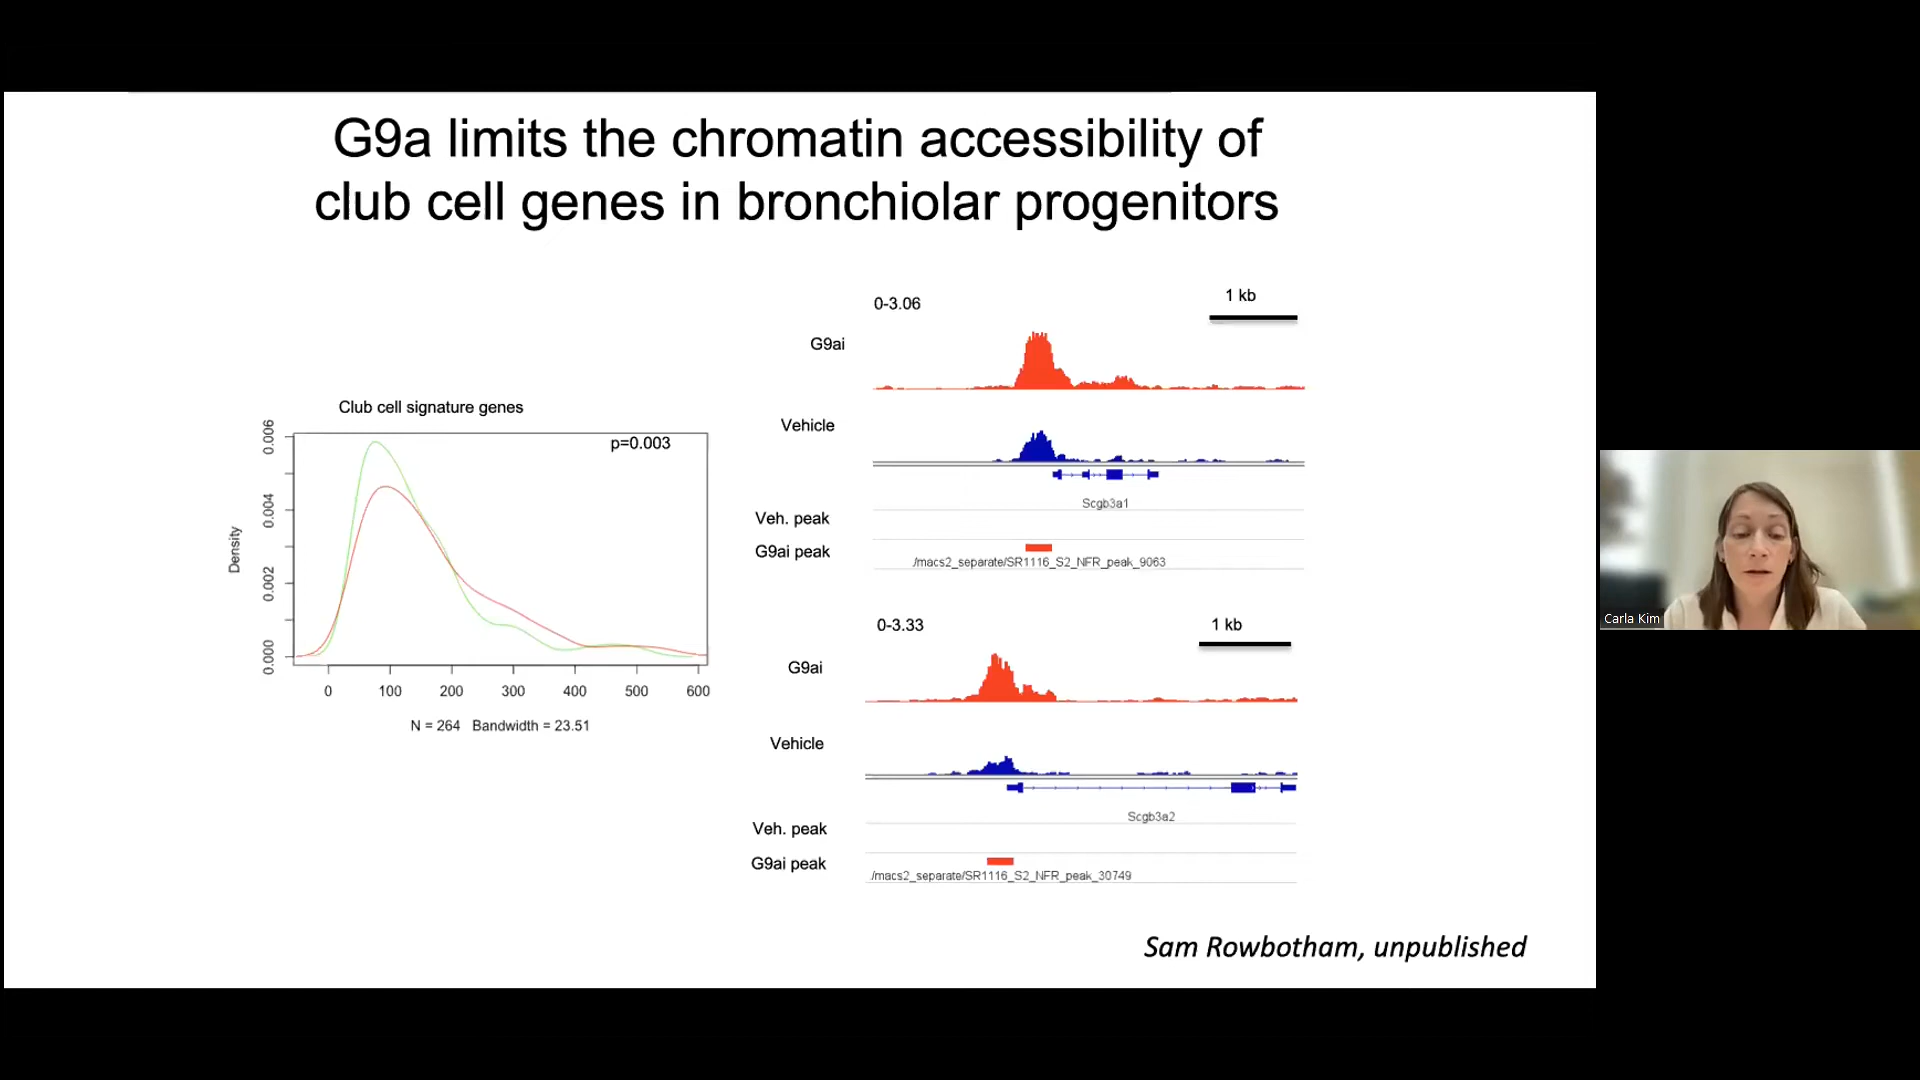 G9a limits the chromatin accessibility of
club cell genes in bronchiolar progenitors
Club cell signature genes
p=0.003
Density
0.000
0.002
0.004
0.006
0 100 200 300 400 500 600
N = 264 Bandwidth = 23.51
0-3.06
1 kb
G9ai
Vehicle
Scgb3a1
Veh. peak
G9ai peak
/macs2_separate/SR1116_S2_NFR_peak_9063
0-3.33
1 kb
G9ai
Vehicle
Scgb3a2
Veh. peak
G9ai peak
/macs2_separate/SR1116_S2_NFR_peak_30749
Sam Rowbotham, unpublished
Carla Kim